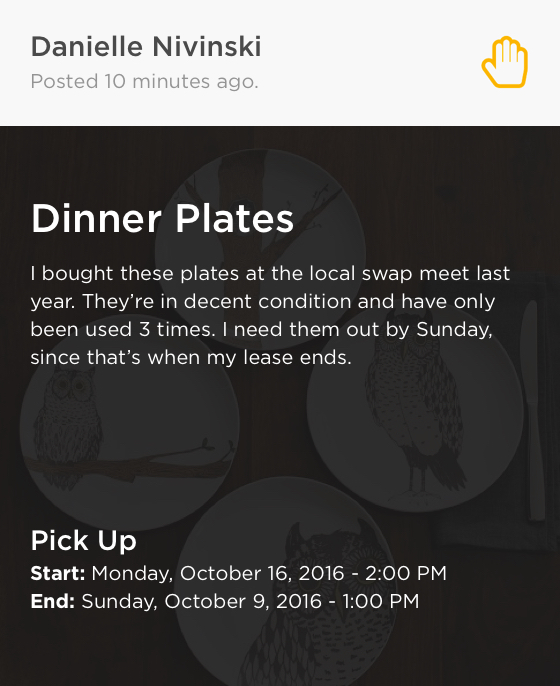 Danielle Nivinski
Posted 10 minutes ago.
Dinner Plates
I bought these plates at the local swap meet last
year. They’re in decent condition and have only
been used 3 times. I need them out by Sunday,
since that’s when my lease ends.
Pick Up
Start: Monday, October 16, 2016 - 2:00 PM
End: Sunday, October 9, 2016 - 1:00 PM